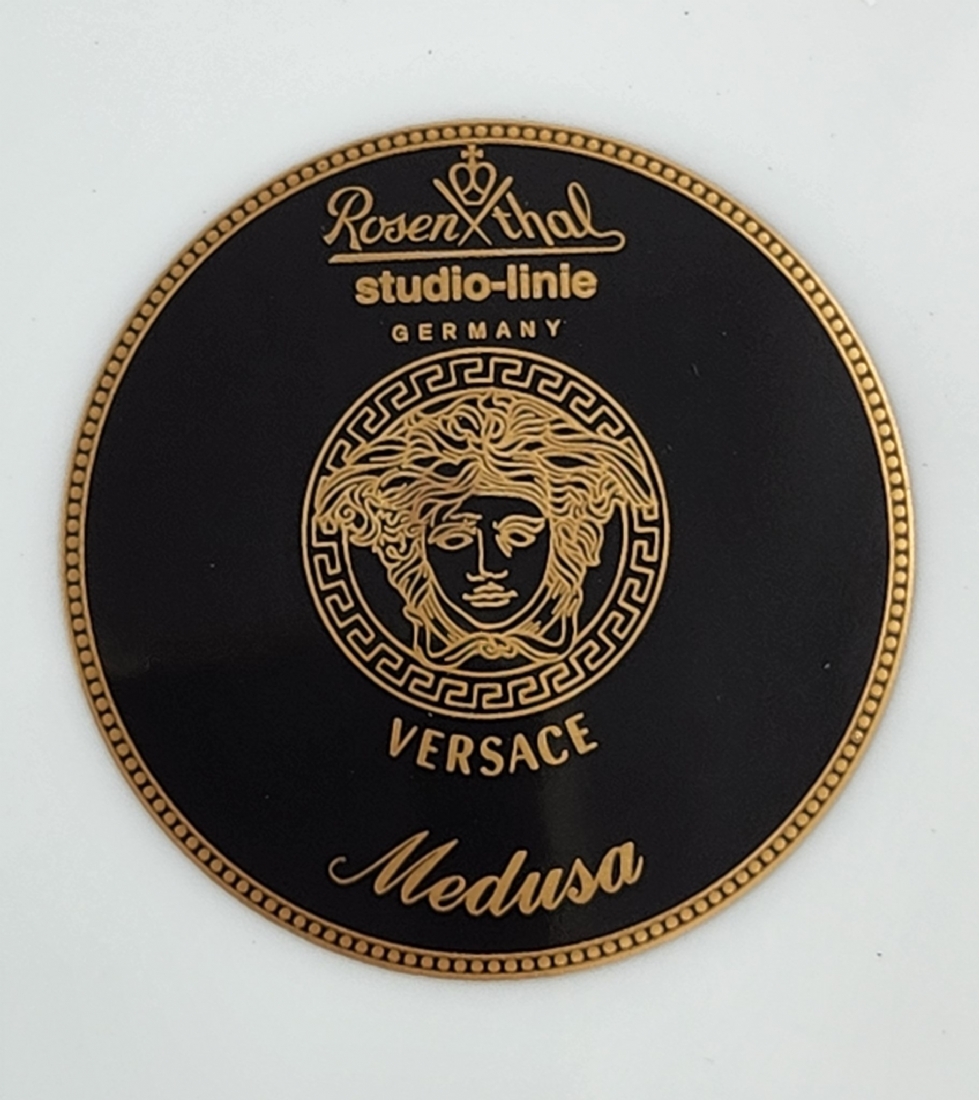 Rosenthal
studio-linie
GERMANY
VERSACE
Medusa